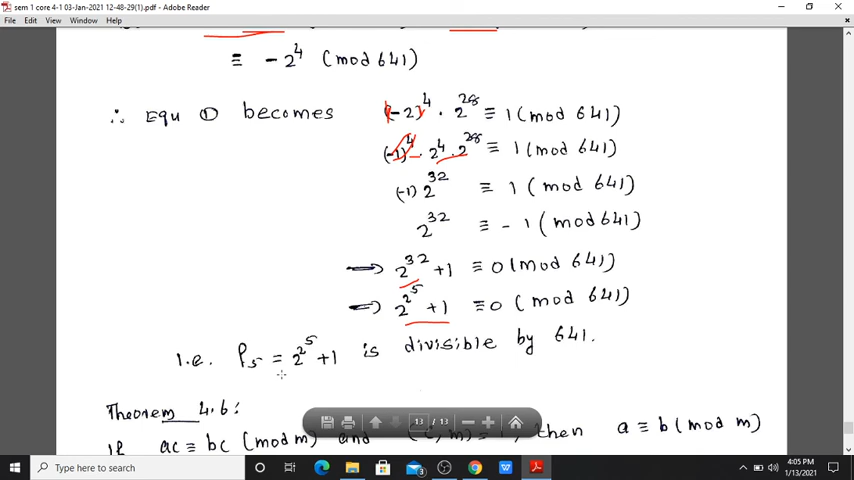 sem 1 core 4-1 03-Jan-2021 12-48-29(1).pdf - Adobe Reader
File Edit View Window Help
≡ -2^4 (mod 641)
∴ Equ ① becomes (-2)^4 · 2^28 ≡ 1 (mod 641)
(-1)^4 · 2^4 · 2^28 ≡ 1 (mod 641)
(-1) 2^32 ≡ 1 (mod 641)
2^32 ≡ -1 (mod 641)
⟹ 2^32 + 1 ≡ 0 (mod 641)
⟹ 2^2^5 + 1 ≡ 0 (mod 641)
I.e. P_5 = 2^2^5 + 1 is divisible by 641.
Theorem 4.6:
13 / 13
If ac ≡ bc (mod m) and then a ≡ b (mod m)
Type here to search
3
W
4:05 PM
1/13/2021